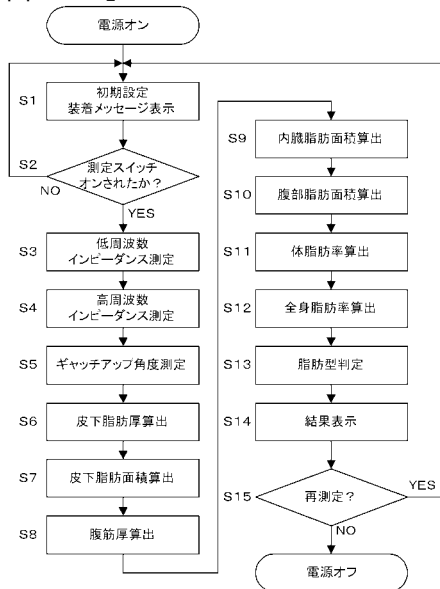 電源オン
S1
初期設定
装着メッセージ表示
S2
測定スイッチ
オンされたか？
NO
YES
S3
低周波数
インピーダンス測定
S4
高周波数
インピーダンス測定
S5
ギャッチアップ角度測定
S6
皮下脂肪厚算出
S7
皮下脂肪面積算出
S8
腹筋厚算出
S9
内臓脂肪面積算出
S10
腹部脂肪面積算出
S11
体脂肪率算出
S12
全身脂肪率算出
S13
脂肪型判定
S14
結果表示
S15
再測定？
YES
NO
電源オフ